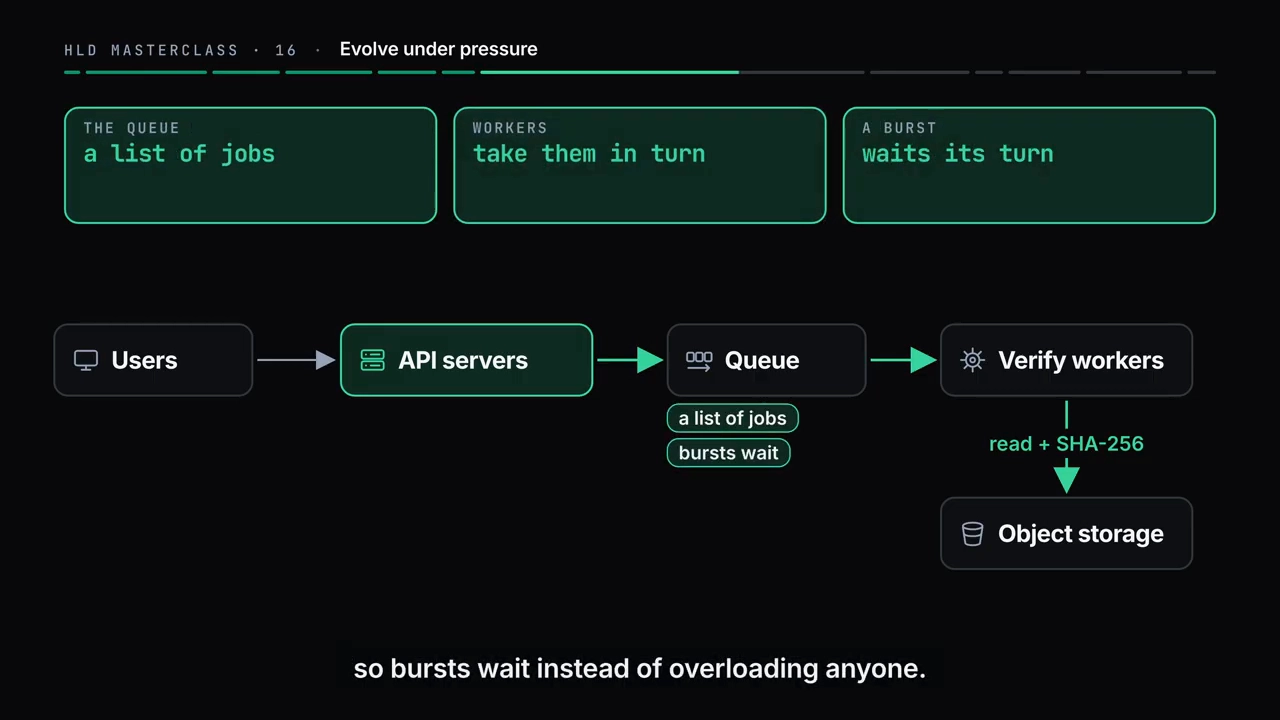 HLD MASTERCLASS · 16 · Evolve under pressure
THE QUEUE
a list of jobs
WORKERS
take them in turn
A BURST
waits its turn
Users
API servers
Queue
Verify workers
a list of jobs
bursts wait
read + SHA-256
Object storage
so bursts wait instead of overloading anyone.